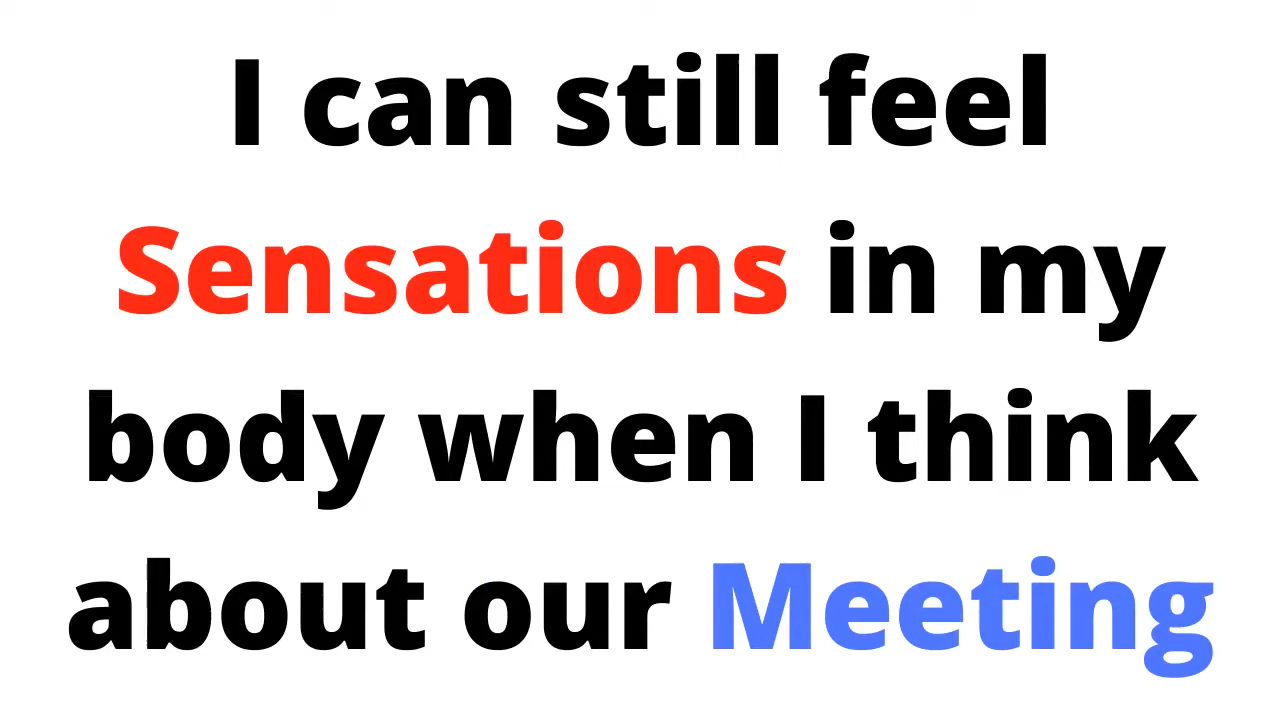 I can still feel
Sensations in my
body when I think
about our Meeting